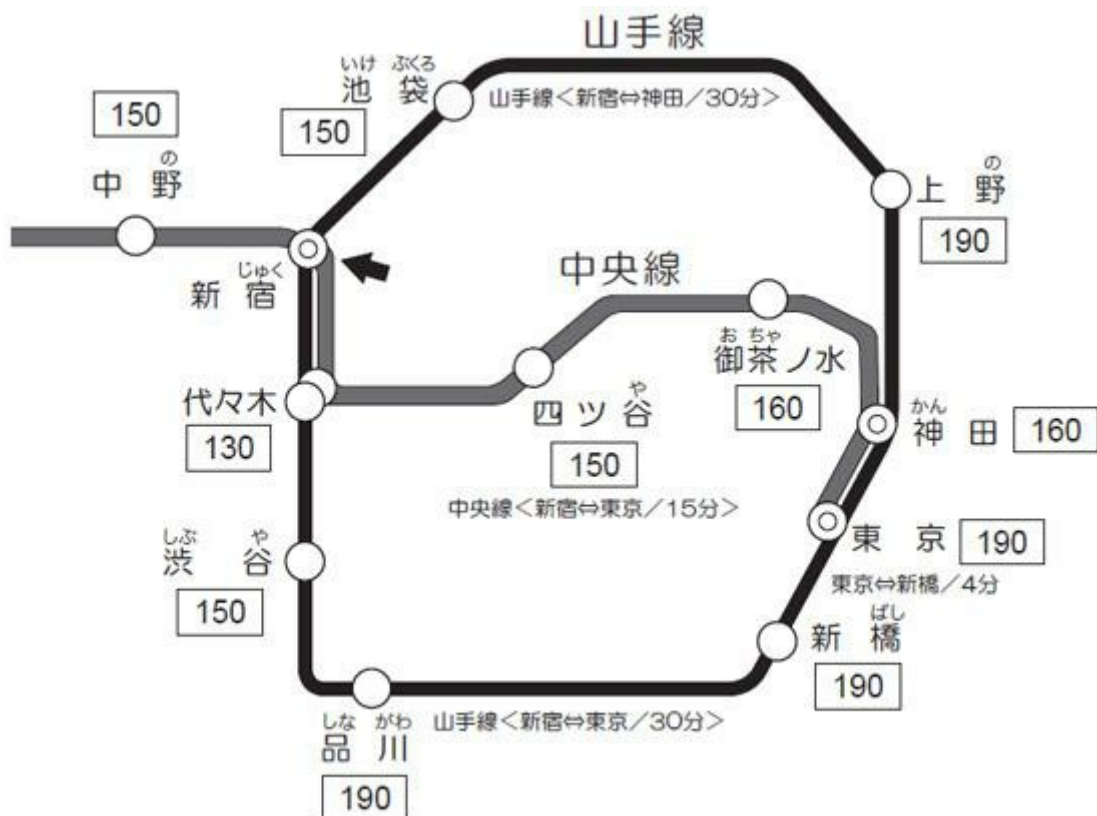 山手線
いけ ぶくろ
池 袋
150
山手線<新宿⇔神田/30分>
150
の
中 野
の
上 野
190
じゅく
新 宿
中央線
お ちゃ
御茶ノ水
160
代々木
130
や
四ツ谷
150
中央線<新宿⇔東京/15分>
かん
神 田 160
東 京 190
東京⇔新橋/4分
しぶ や
渋 谷
150
ばし
新 橋
190
しな がわ
品 川
190
山手線<新宿⇔東京/30分>